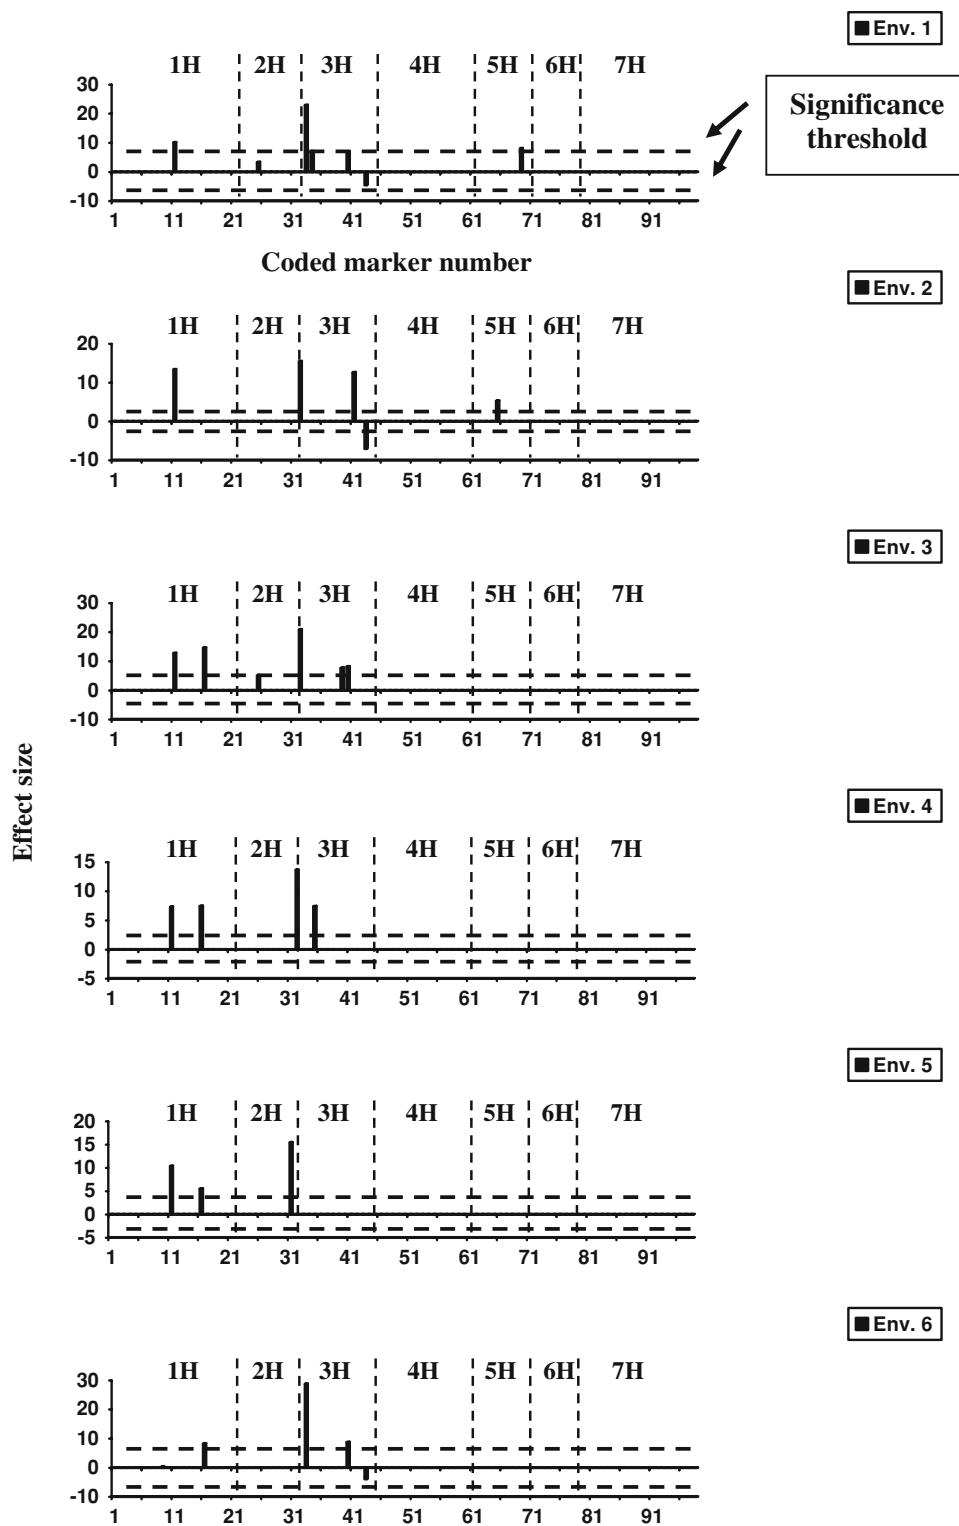 Env. 1
1H 2H 3H 4H 5H 6H 7H
Significance
threshold
30
20
10
0
-10
1 11 21 31 41 51 61 71 81 91
Coded marker number
Env. 2
1H 2H 3H 4H 5H 6H 7H
20
10
0
-10
1 11 21 31 41 51 61 71 81 91
Env. 3
1H 2H 3H 4H 5H 6H 7H
30
20
10
0
-10
1 11 21 31 41 51 61 71 81 91
Effect size
Env. 4
1H 2H 3H 4H 5H 6H 7H
15
10
5
0
-5
1 11 21 31 41 51 61 71 81 91
Env. 5
1H 2H 3H 4H 5H 6H 7H
20
15
10
5
0
-5
1 11 21 31 41 51 61 71 81 91
Env. 6
1H 2H 3H 4H 5H 6H 7H
30
20
10
0
-10
1 11 21 31 41 51 61 71 81 91